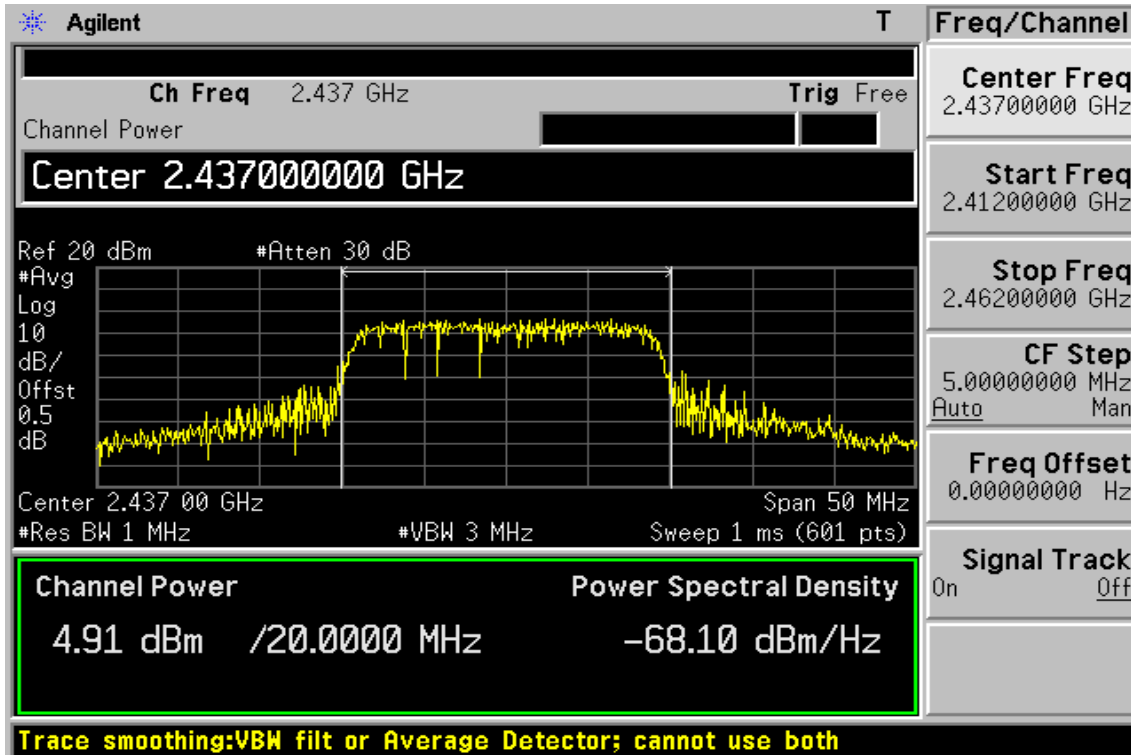 Agilent T
Freq/Channel
Ch Freq 2.437 GHz Trig Free
Channel Power
Center 2.437000000 GHz
Ref 20 dBm #Atten 30 dB
#Avg
Log
10
dB/
Offst
0.5
dB
Center 2.437 00 GHz Span 50 MHz
#Res BW 1 MHz #VBW 3 MHz Sweep 1 ms (601 pts)
Channel Power Power Spectral Density
4.91 dBm /20.0000 MHz -68.10 dBm/Hz
Trace smoothing:VBW filt or Average Detector; cannot use both
Center Freq
2.43700000 GHz
Start Freq
2.41200000 GHz
Stop Freq
2.46200000 GHz
CF Step
5.00000000 MHz
Auto Man
Freq Offset
0.00000000 Hz
Signal Track
On Off